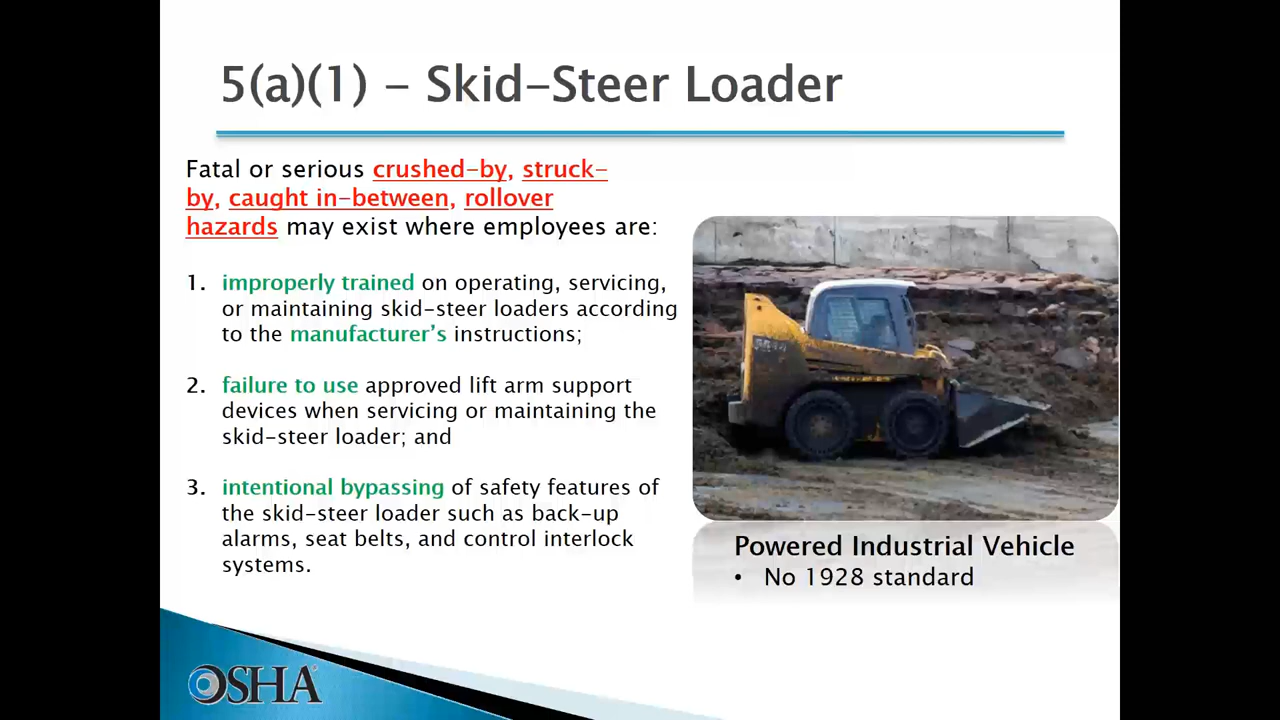 5(a)(1) – Skid-Steer Loader
Fatal or serious crushed-by, struck-
by, caught in-between, rollover
hazards may exist where employees are:
1. improperly trained on operating, servicing,
or maintaining skid-steer loaders according
to the manufacturer's instructions;
2. failure to use approved lift arm support
devices when servicing or maintaining the
skid-steer loader; and
3. intentional bypassing of safety features of
the skid-steer loader such as back-up
alarms, seat belts, and control interlock
systems.
Powered Industrial Vehicle
• No 1928 standard
OSHA®